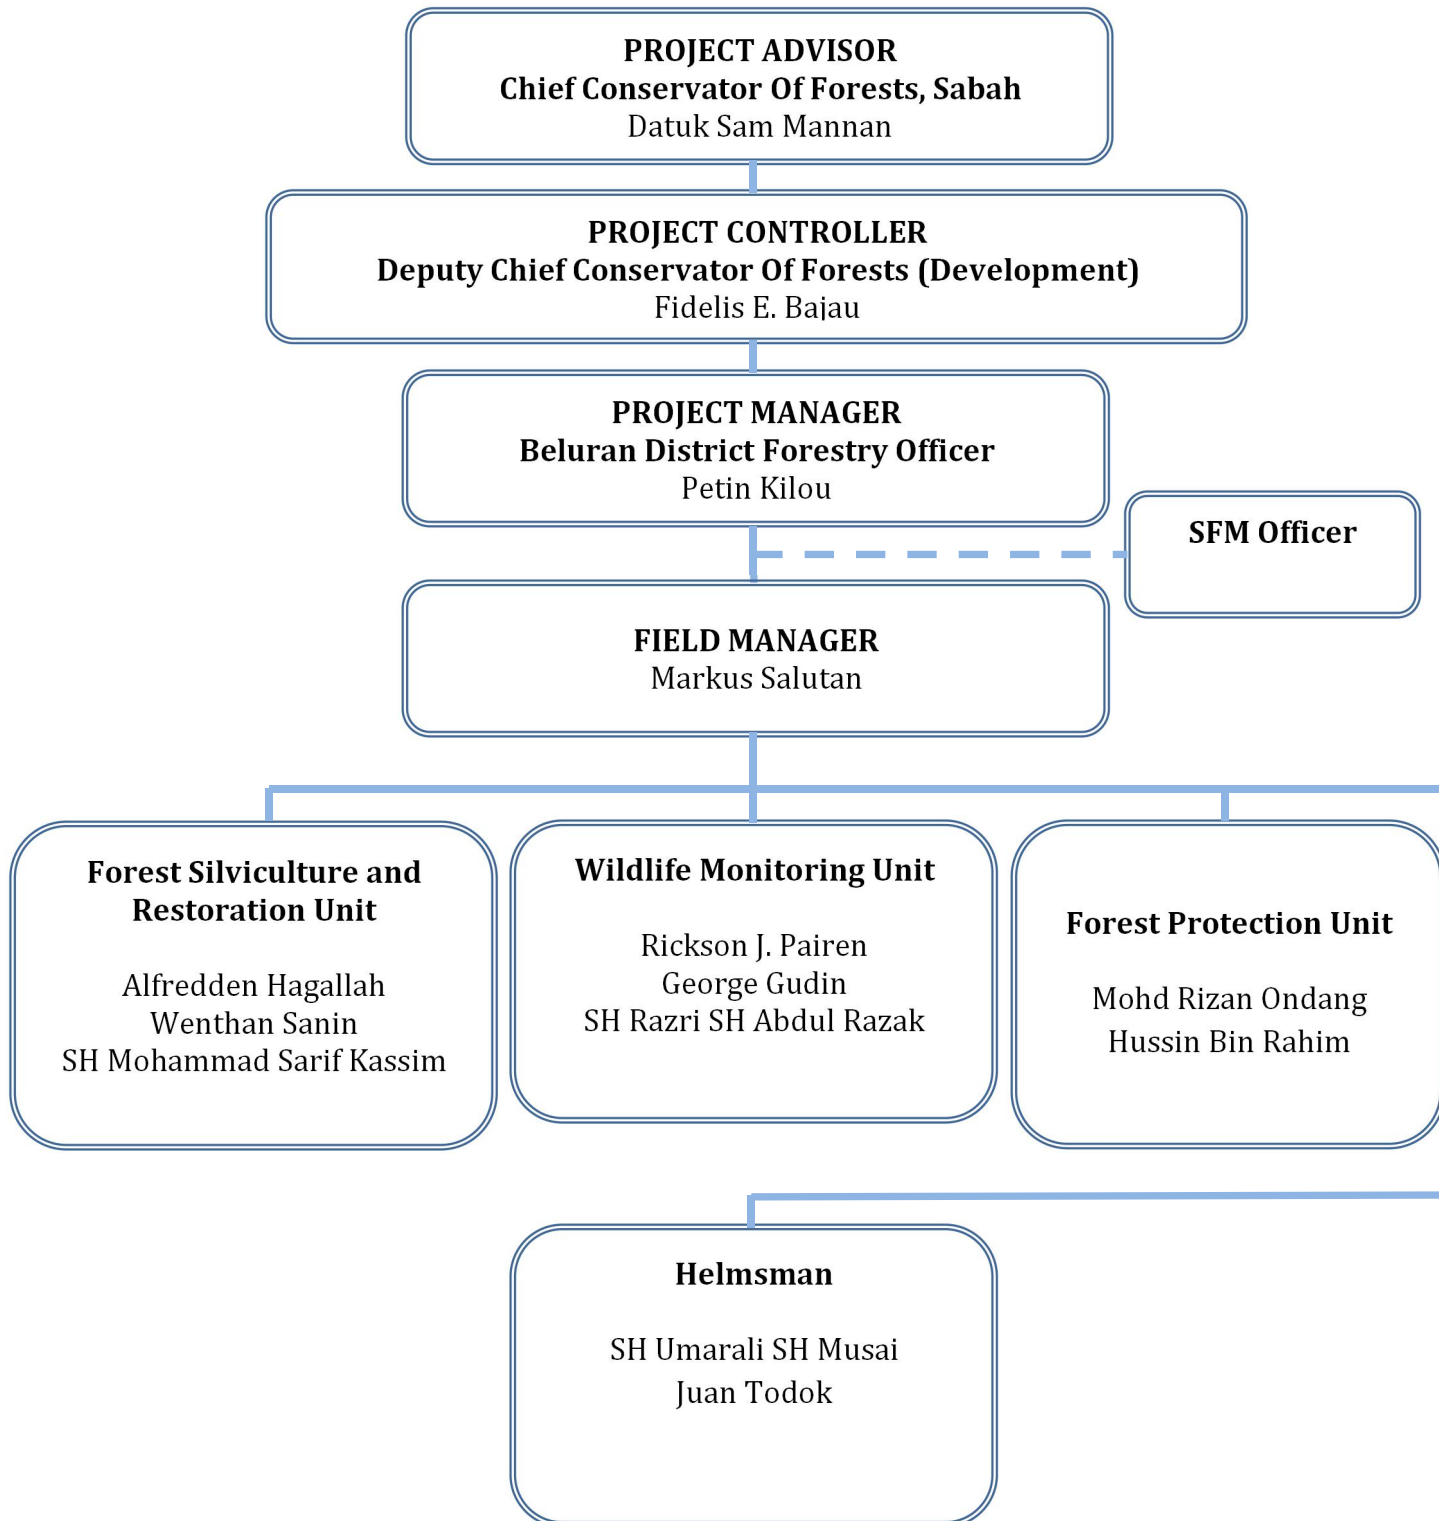 PROJECT ADVISOR
Chief Conservator Of Forests, Sabah
Datuk Sam Mannan
PROJECT CONTROLLER
Deputy Chief Conservator Of Forests (Development)
Fidelis E. Bajau
PROJECT MANAGER
Beluran District Forestry Officer
Petin Kilou
SFM Officer
FIELD MANAGER
Markus Salutan
Forest Silviculture and
Restoration Unit
Alfredden Hagallah
Wenthan Sanin
SH Mohammad Sarif Kassim
Wildlife Monitoring Unit
Rickson J. Pairen
George Gudin
SH Razri SH Abdul Razak
Forest Protection Unit
Mohd Rizan Ondang
Hussin Bin Rahim
Helmsman
SH Umarali SH Musai
Juan Todok